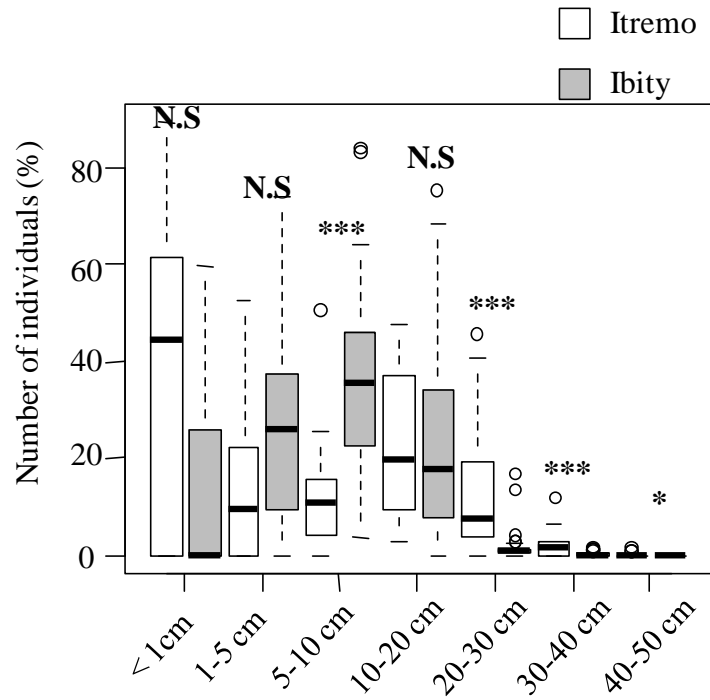 Itremo
Ibity
Number of individuals (%)
80
60
40
20
0
N.S
N.S
***
N.S
***
***
*
< 1cm
1-5 cm
5-10 cm
10-20 cm
20-30 cm
30-40 cm
40-50 cm